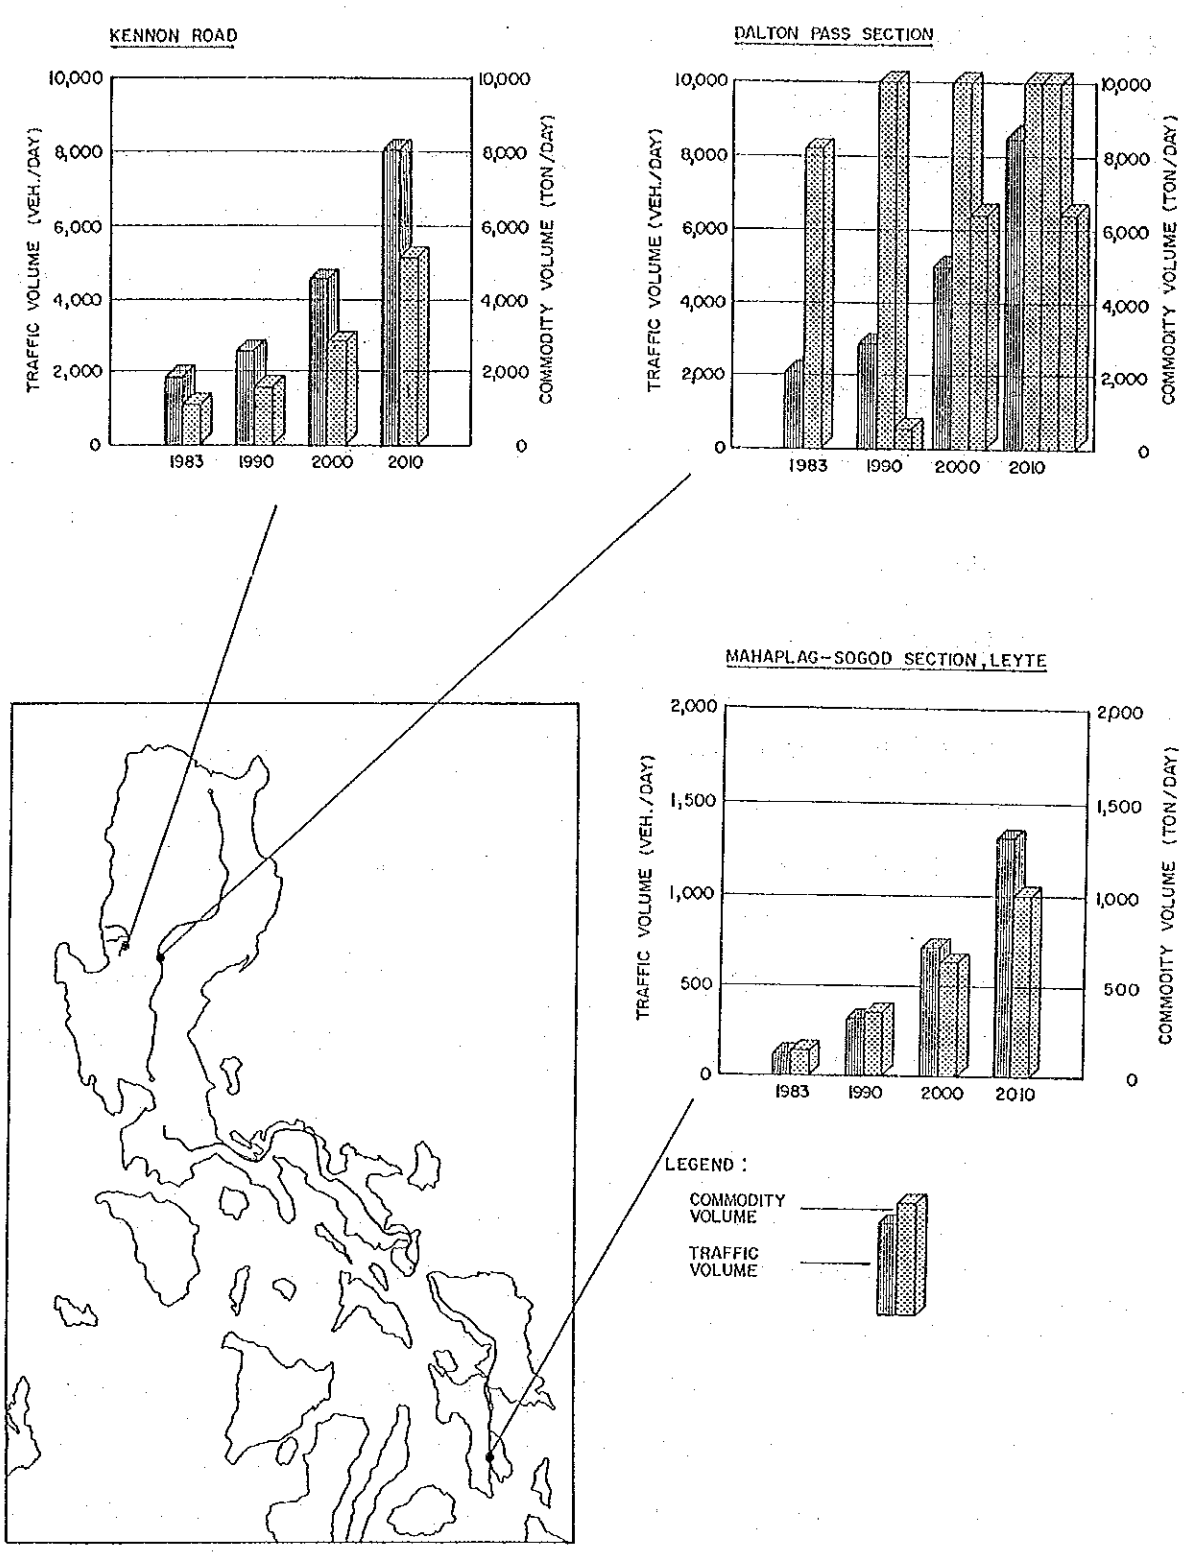 KENNON ROAD
10,000
8,000
6,000
4,000
2,000
0
TRAFFIC VOLUME (VEH./DAY)
10,000
8,000
6,000
4,000
2,000
0
COMMODITY VOLUME (TON/DAY)
1983 1990 2000 2010
DALTON PASS SECTION
10,000
8,000
6,000
4,000
2,000
0
TRAFFIC VOLUME (VEH./DAY)
10,000
8,000
6,000
4,000
2,000
0
COMMODITY VOLUME (TON/DAY)
1983 1990 2000 2010
MAHAPLAG-SOGOD SECTION, LEYTE
2,000
1,500
1,000
500
0
TRAFFIC VOLUME (VEH./DAY)
2,000
1,500
1,000
500
0
COMMODITY VOLUME (TON/DAY)
1983 1990 2000 2010
LEGEND :
COMMODITY
VOLUME
TRAFFIC
VOLUME